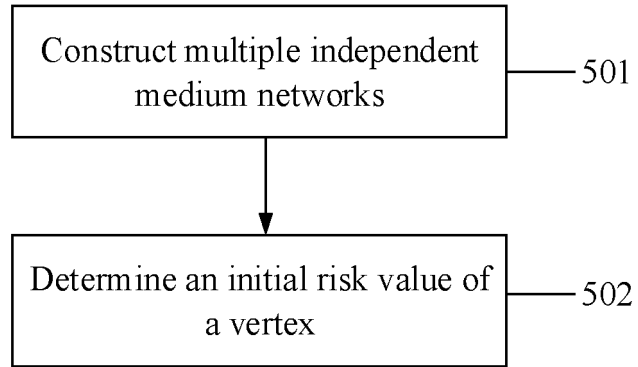 Construct multiple independent
medium networks
501
Determine an initial risk value of
a vertex
502